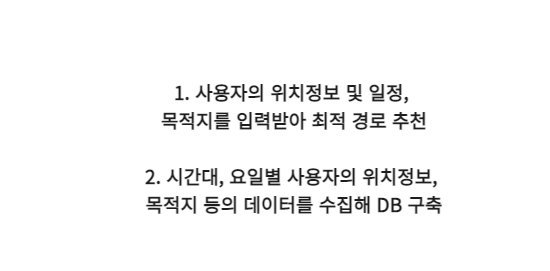 1. 사용자의 위치정보 및 일정,
목적지를 입력받아 최적 경로 추천
2. 시간대, 요일별 사용자의 위치정보,
목적지 등의 데이터를 수집해 DB 구축